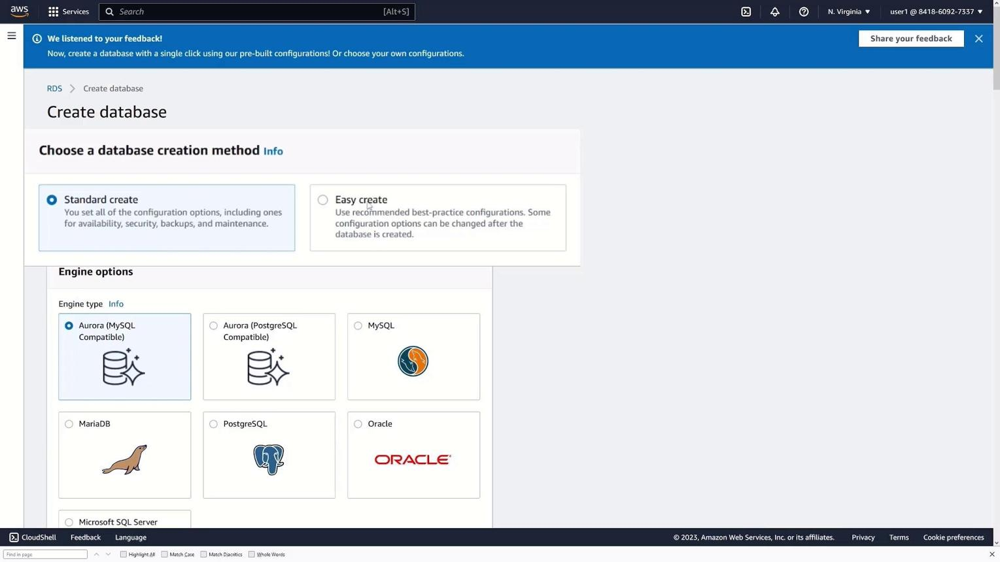 aws
Services
Search
[Alt+S]
N. Virginia
user1 @ 8418-6092-7337
We listened to your feedback!
Now, create a database with a single click using our pre-built configurations! Or choose your own configurations.
Share your feedback
RDS
Create database
Create database
Choose a database creation method Info
Standard create
You set all of the configuration options, including ones
for availability, security, backups, and maintenance.
Easy create
Use recommended best-practice configurations. Some
configuration options can be changed after the
database is created.
Engine options
Engine type Info
Aurora (MySQL
Compatible)
Aurora (PostgreSQL
Compatible)
MySQL
MariaDB
PostgreSQL
Oracle
ORACLE
Microsoft SQL Server
CloudShell
Feedback
Language
© 2023, Amazon Web Services, Inc. or its affiliates.
Privacy
Terms
Cookie preferences
Find in page
Highlight All
Match Case
Match Diacritics
Whole Words